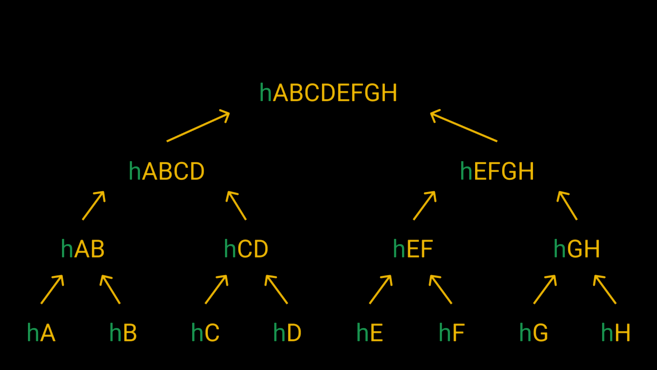 hABCDEFGH
hABCD hEFGH
hAB hCD hEF hGH
hA hB hC hD hE hF hG hH